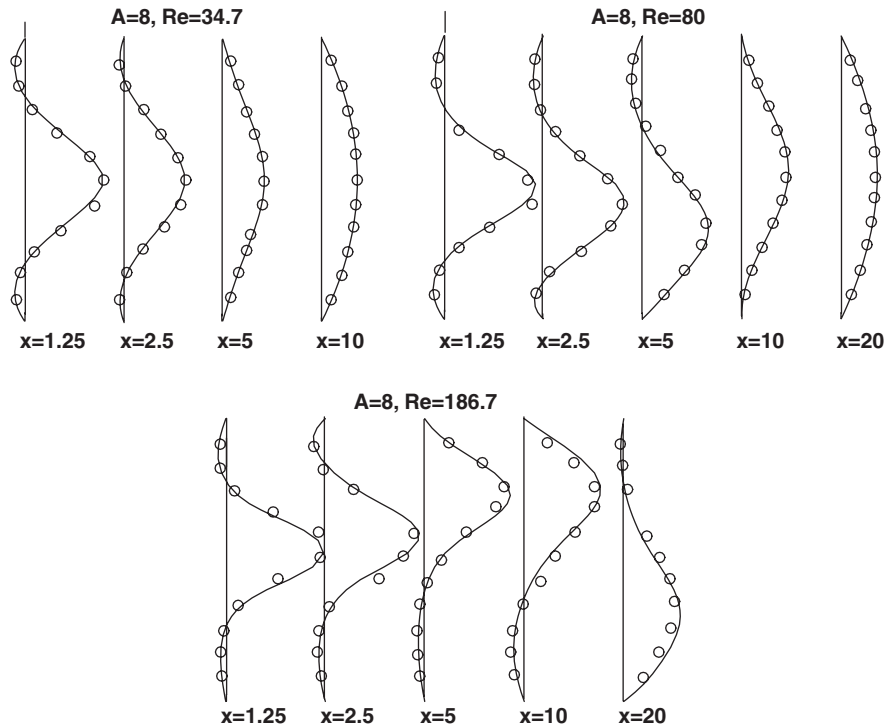 A=8, Re=34.7
A=8, Re=80
x=1.25 x=2.5 x=5 x=10 x=1.25 x=2.5 x=5 x=10 x=20
A=8, Re=186.7
x=1.25 x=2.5 x=5 x=10 x=20